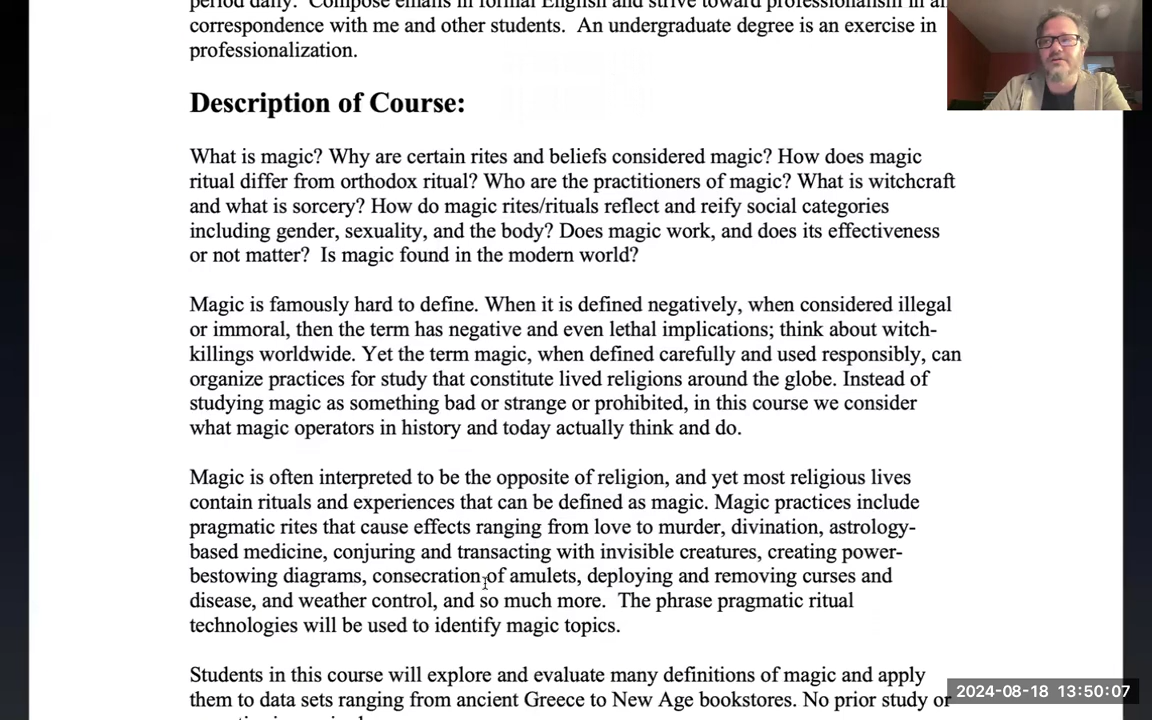 period daily. Compose emails in formal English and strive toward professionalism in all
correspondence with me and other students.  An undergraduate degree is an exercise in
professionalization.
Description of Course:
What is magic? Why are certain rites and beliefs considered magic? How does magic
ritual differ from orthodox ritual? Who are the practitioners of magic? What is witchcraft
and what is sorcery? How do magic rites/rituals reflect and reify social categories
including gender, sexuality, and the body? Does magic work, and does its effectiveness
or not matter?  Is magic found in the modern world?
Magic is famously hard to define. When it is defined negatively, when considered illegal
or immoral, then the term has negative and even lethal implications; think about witch-
killings worldwide. Yet the term magic, when defined carefully and used responsibly, can
organize practices for study that constitute lived religions around the globe. Instead of
studying magic as something bad or strange or prohibited, in this course we consider
what magic operators in history and today actually think and do.
Magic is often interpreted to be the opposite of religion, and yet most religious lives
contain rituals and experiences that can be defined as magic. Magic practices include
pragmatic rites that cause effects ranging from love to murder, divination, astrology-
based medicine, conjuring and transacting with invisible creatures, creating power-
bestowing diagrams, consecration of amulets, deploying and removing curses and
disease, and weather control, and so much more.  The phrase pragmatic ritual
technologies will be used to identify magic topics.
Students in this course will explore and evaluate many definitions of magic and apply
them to data sets ranging from ancient Greece to New Age bookstores. No prior study or
2024-08-18 13:50:07